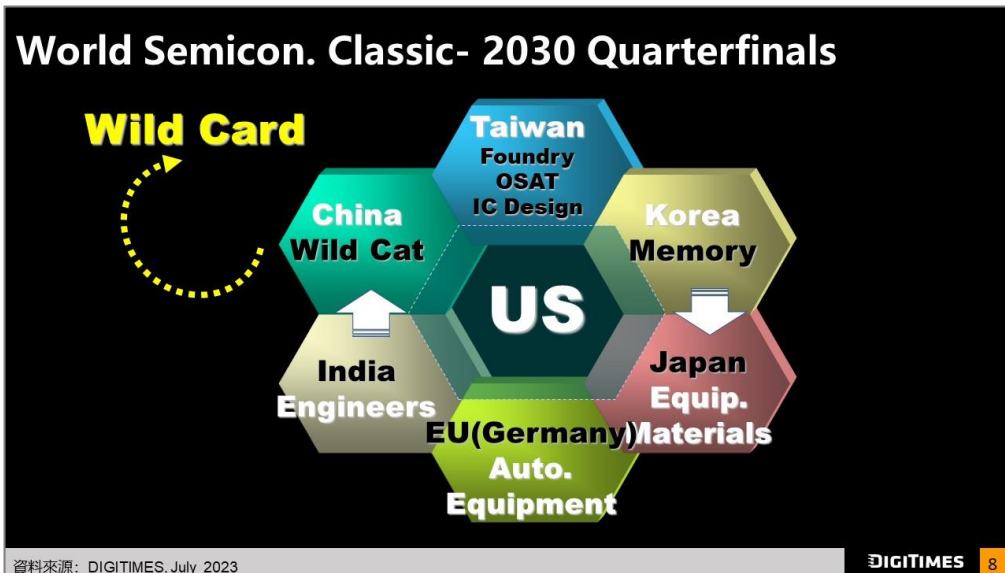 World Semicon. Classic- 2030 Quarterfinals
Wild Card
Taiwan
Foundry
OSAT
IC Design
China
Wild Cat
Korea
Memory
US
India
Engineers
Japan
Equip.
Materials
EU(Germany)
Auto.
Equipment
資料來源: DIGITIMES, July 2023
DIGITIMES
8